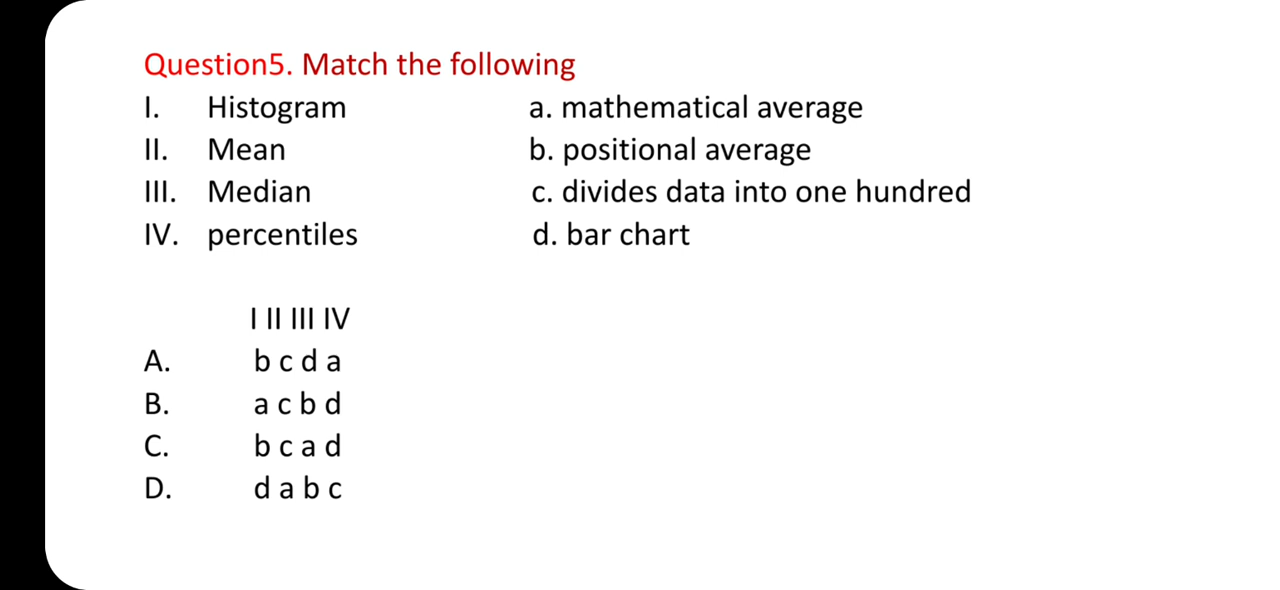 Question5. Match the following
I. Histogram a. mathematical average
II. Mean b. positional average
III. Median c. divides data into one hundred
IV. percentiles d. bar chart
I II III IV
A. b c d a
B. a c b d
C. b c a d
D. d a b c